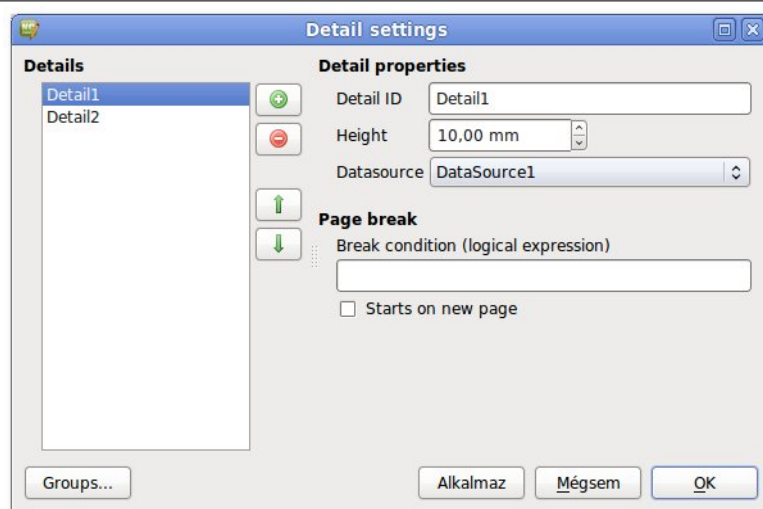 Detail settings
Details
Detail1
Detail2
Detail properties
Detail ID Detail1
Height 10,00 mm
Datasource DataSource1
Page break
Break condition (logical expression)
Starts on new page
Groups...
Alkalmaz
Mégsem
OK